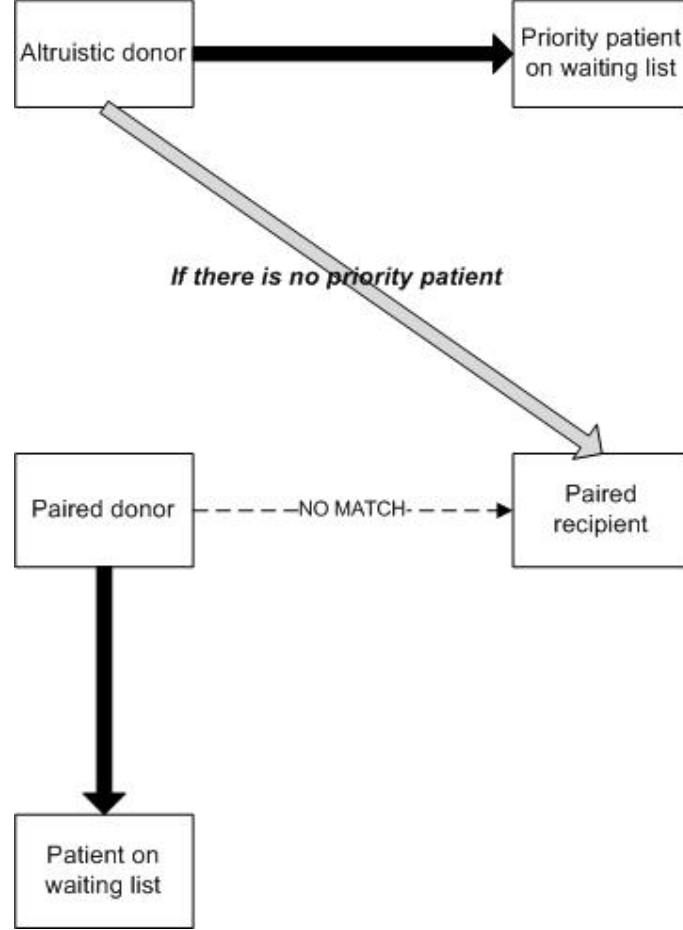 Altruistic donor
Priority patient
on waiting list
If there is no priority patient
Paired donor
NO MATCH
Paired
recipient
Patient on
waiting list